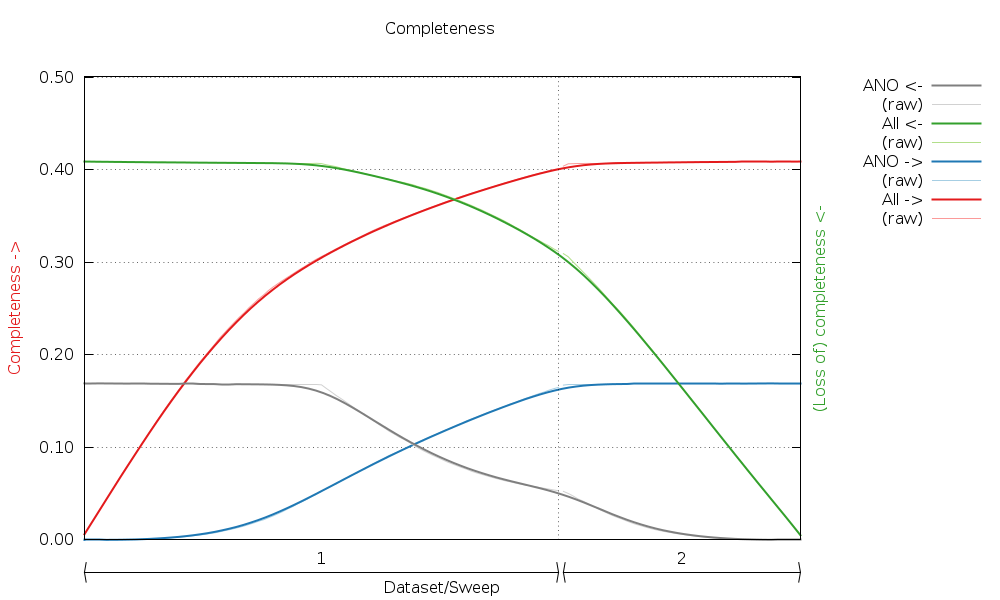 Completeness
0.50
0.40
0.30
0.20
0.10
0.00
Completeness ->
(Loss of) completeness <-
1
2
Dataset/Sweep
ANO <-
(raw)
All <-
(raw)
ANO ->
(raw)
All ->
(raw)